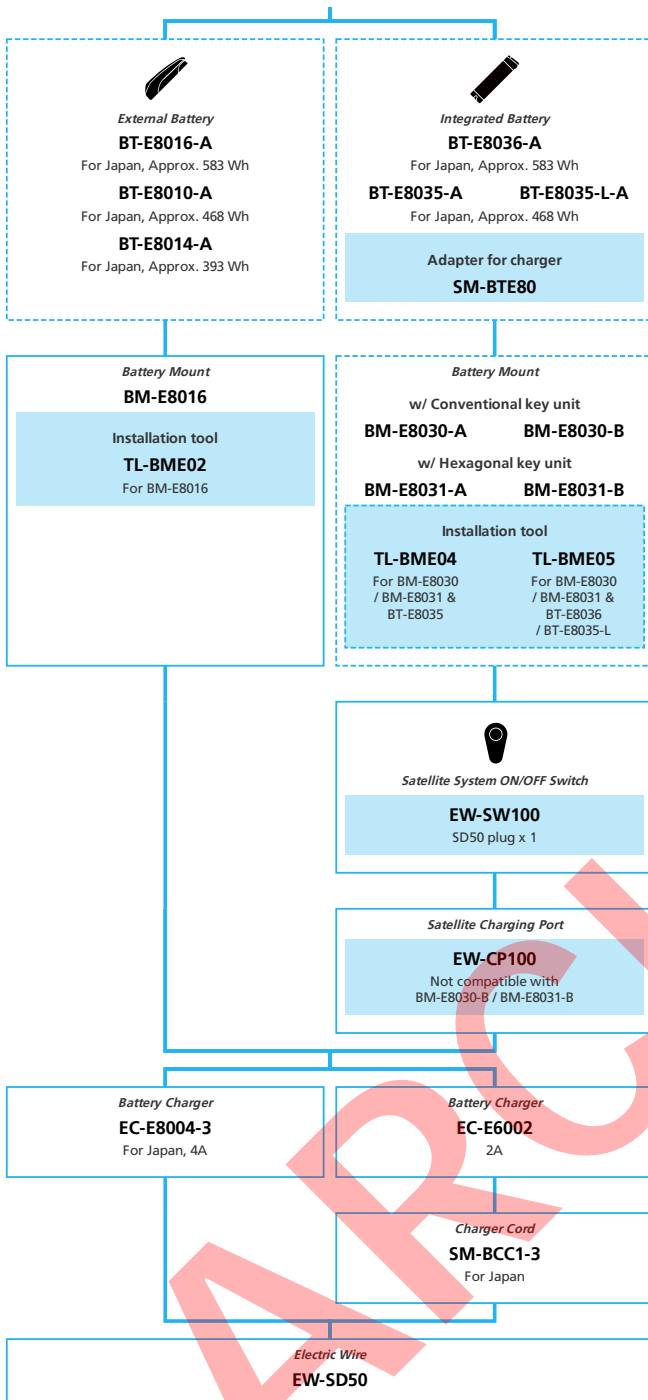 External Battery
BT-E8016-A
For Japan, Approx. 583 Wh
BT-E8010-A
For Japan, Approx. 468 Wh
BT-E8014-A
For Japan, Approx. 393 Wh
Integrated Battery
BT-E8036-A
For Japan, Approx. 583 Wh
BT-E8035-A BT-E8035-L-A
For Japan, Approx. 468 Wh
Adapter for charger
SM-BTE80
Battery Mount
BM-E8016
Installation tool
TL-BME02
For BM-E8016
Battery Mount
w/ Conventional key unit
BM-E8030-A BM-E8030-B
w/ Hexagonal key unit
BM-E8031-A BM-E8031-B
Installation tool
TL-BME04
For BM-E8030
/ BM-E8031 &
BT-E8035
TL-BME05
For BM-E8030
/ BM-E8031 &
BT-E8036
/ BT-E8035-L
Satellite System ON/OFF Switch
EW-SW100
SD50 plug x 1
Satellite Charging Port
EW-CP100
Not compatible with
BM-E8030-B / BM-E8031-B
Battery Charger
EC-E8004-3
For Japan, 4A
Battery Charger
EC-E6002
2A
Charger Cord
SM-BCC1-3
For Japan
Electric Wire
EW-SD50